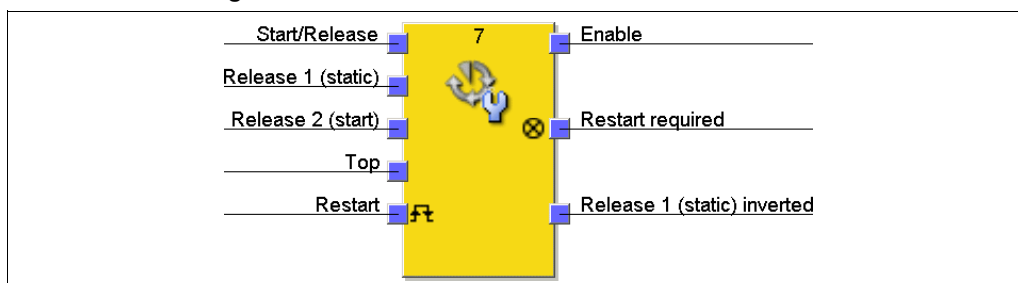 Start/Release
7
Enable
Release 1 (static)
Release 2 (start)
Restart required
Top
Restart
Release 1 (static) inverted